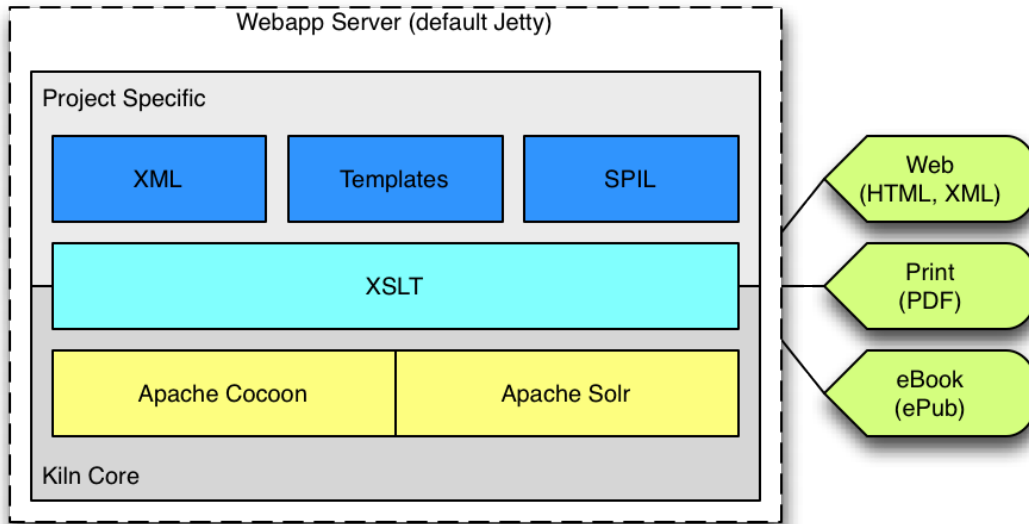 Webapp Server (default Jetty)
Project Specific
XML
Templates
SPIL
XSLT
Apache Cocoon
Apache Solr
Kiln Core
Web
(HTML, XML)
Print
(PDF)
eBook
(ePub)